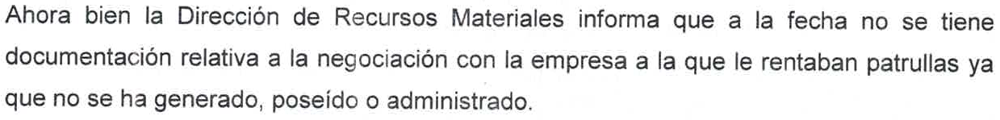 Ahora bien la Dirección de Recursos Materiales informa que a la fecha no se tiene
documentación relativa a la negociación con la empresa a la que le rentaban patrullas ya
que no se ha generado, poseído o administrado.